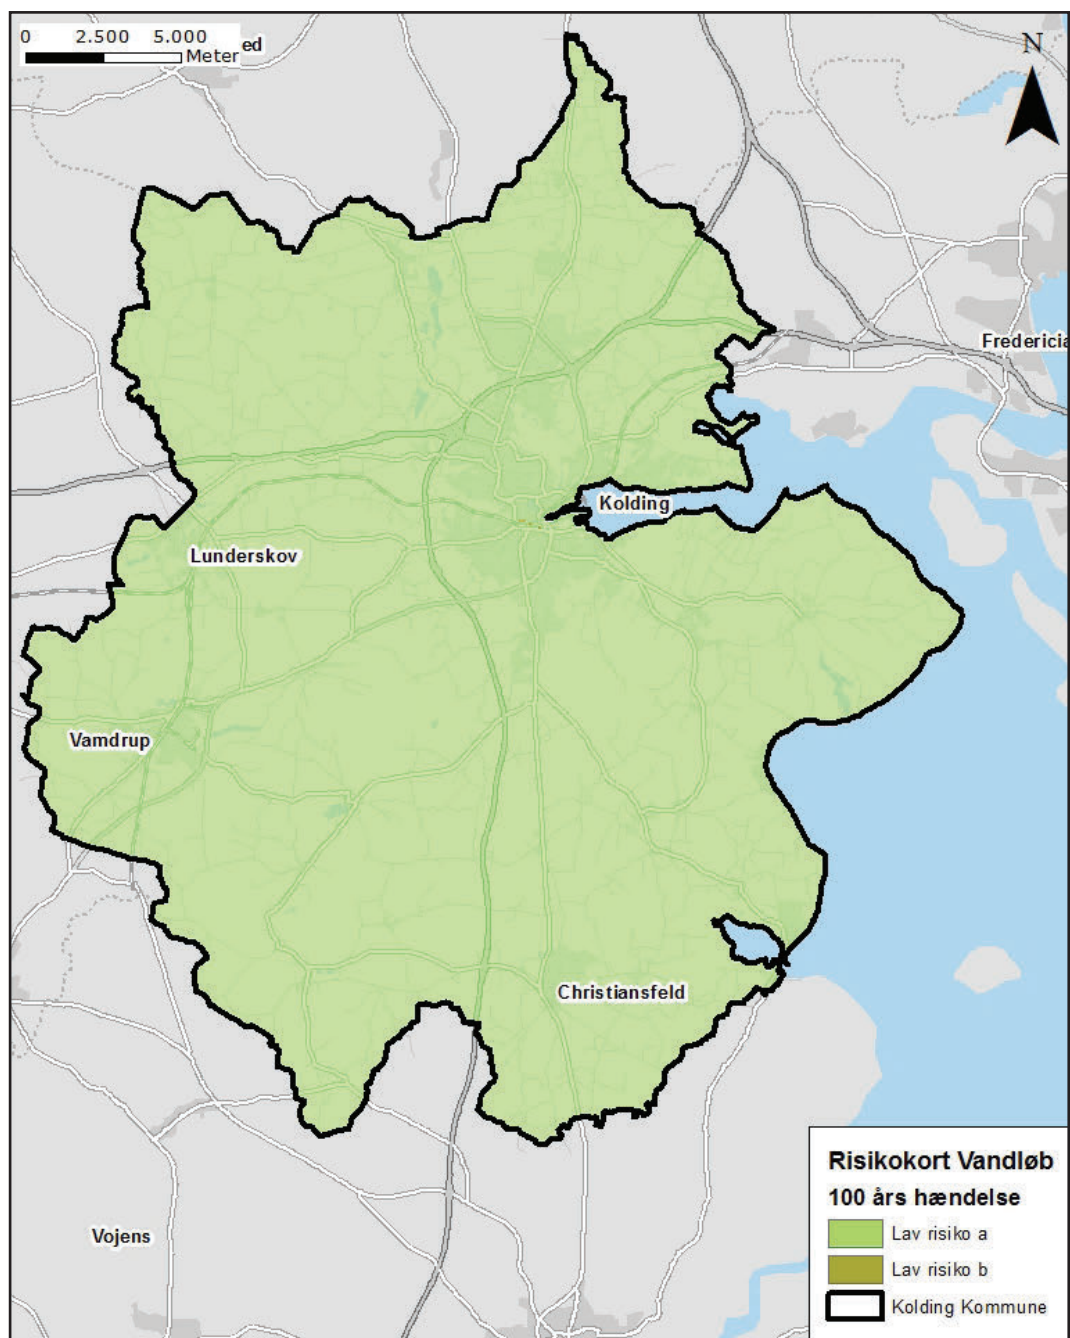 0 2.500 5.000
Meter
ed
N
Fredericia
Kolding
Lunderskov
Vamdrup
Christiansfeld
Vojens
Risikokort Vandløb
100 års hændelse
Lav risiko a
Lav risiko b
Kolding Kommune